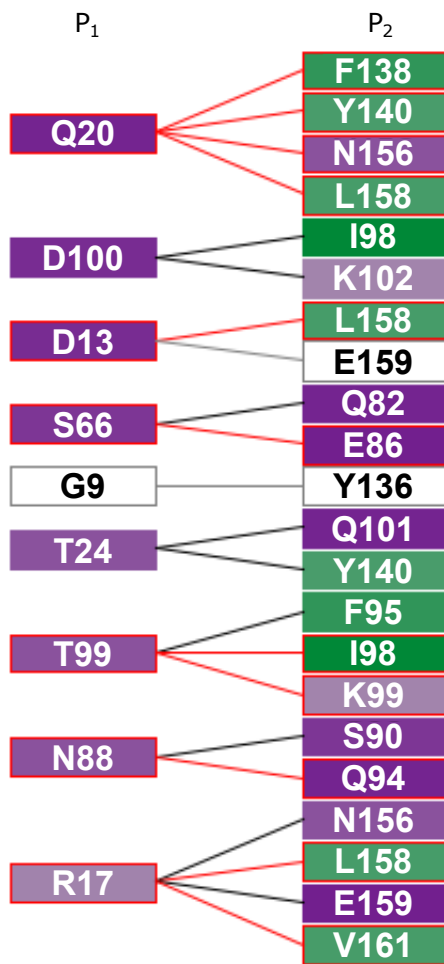 P₁ P₂
F138
Y140
Q20
N156
L158
I98
D100
K102
L158
D13
E159
Q82
S66
E86
G9 Y136
Q101
T24
Y140
F95
T99 I98
K99
S90
N88
Q94
N156
L158
R17
E159
V161